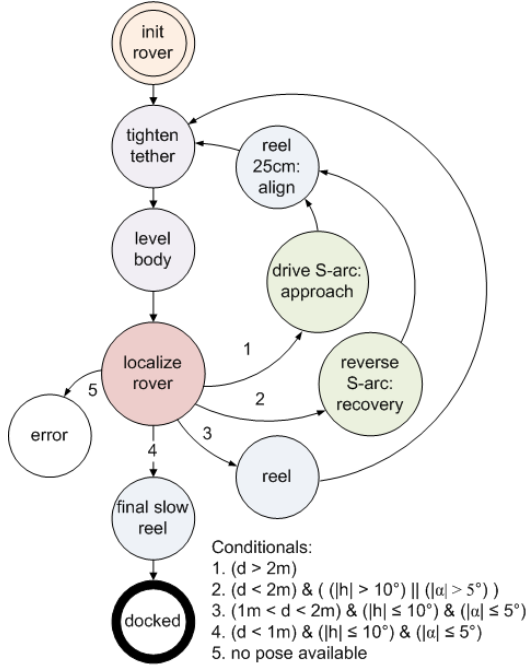 init
rover
tighten
tether
reel
25cm:
align
level
body
drive S-arc:
approach
localize
rover
1
reverse
S-arc:
recovery
2
5
3
error
4
reel
final slow
reel
docked
Conditionals:
1. (d > 2m)
2. (d < 2m) & ( (|h| > 10°) || (|α| > 5°) )
3. (1m < d < 2m) & (|h| ≤ 10°) & (|α| ≤ 5°)
4. (d < 1m) & (|h| ≤ 10°) & (|α| ≤ 5°)
5. no pose available